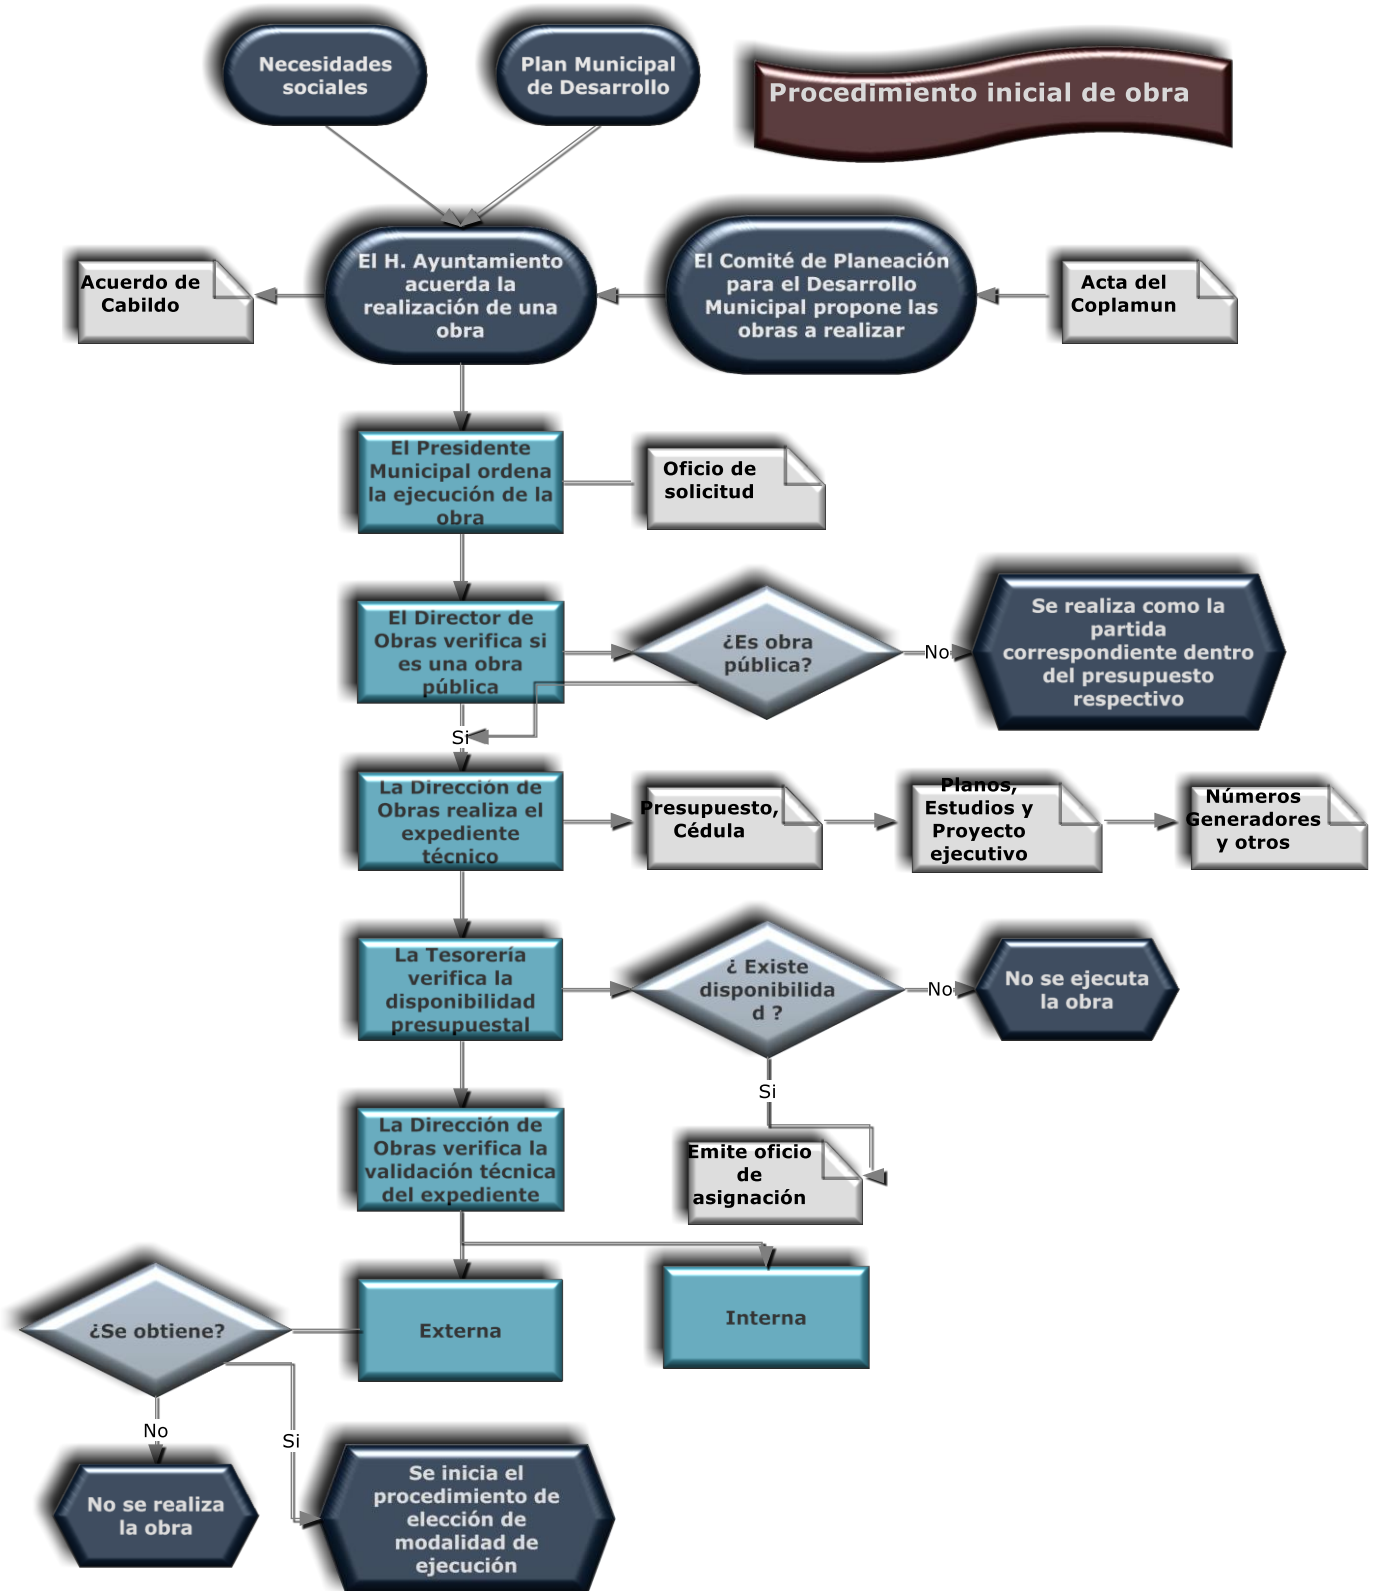 Necesidades
sociales
Plan Municipal
de Desarrollo
Procedimiento inicial de obra
Acuerdo de
Cabildo
El H. Ayuntamiento
acuerda la
realización de una
obra
El Comité de Planeación
para el Desarrollo
Municipal propone las
obras a realizar
Acta del
Coplamun
El Presidente
Municipal ordena
la ejecución de la
obra
Oficio de
solicitud
El Director de
Obras verifica si
es una obra
pública
¿Es obra
pública?
No
Se realiza como la
partida
correspondiente dentro
del presupuesto
respectivo
Si
La Dirección de
Obras realiza el
expediente
técnico
Presupuesto,
Cédula
Planos,
Estudios y
Proyecto
ejecutivo
Números
Generadores
y otros
La Tesorería
verifica la
disponibilidad
presupuestal
¿ Existe
disponibilida
d ?
No
No se ejecuta
la obra
Si
La Dirección de
Obras verifica la
validación técnica
del expediente
Emite oficio
de
asignación
¿Se obtiene?
Externa
Interna
No
Si
No se realiza
la obra
Se inicia el
procedimiento de
elección de
modalidad de
ejecución